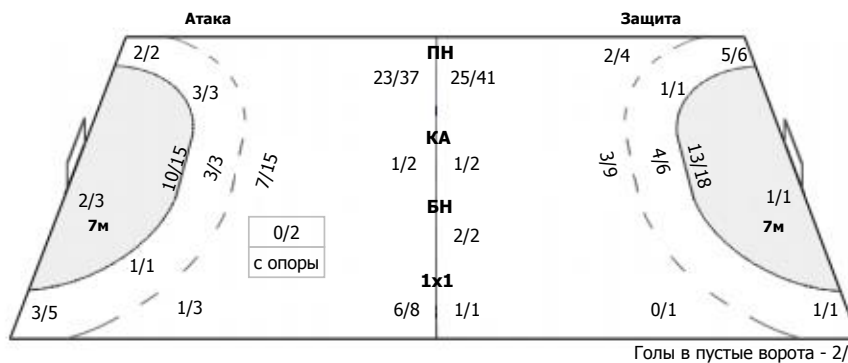 Атака Защита
2/2 ПН 2/4 5/6
3/3 23/37 25/41 1/1
КА
10/15 3/3 7/15 1/2 1/2 3/9 4/6 13/18
2/3 БН 1/1
7м 0/2 2/2 7м
1/1 с опоры
1x1
3/5 1/3 6/8 1/1 0/1 1/1
Голы в пустые ворота - 2/